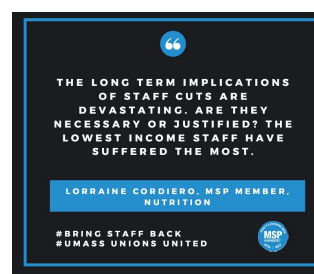 THE LONG TERM IMPLICATIONS
OF STAFF CUTS ARE
DEVASTATING. ARE THEY
NECESSARY OR JUSTIFIED? THE
LOWEST INCOME STAFF HAVE
SUFFERED THE MOST.
LORRAINE CORDIERO, MSP MEMBER,
NUTRITION
#BRING STAFF BACK
#UMASS UNIONS UNITED
MSP